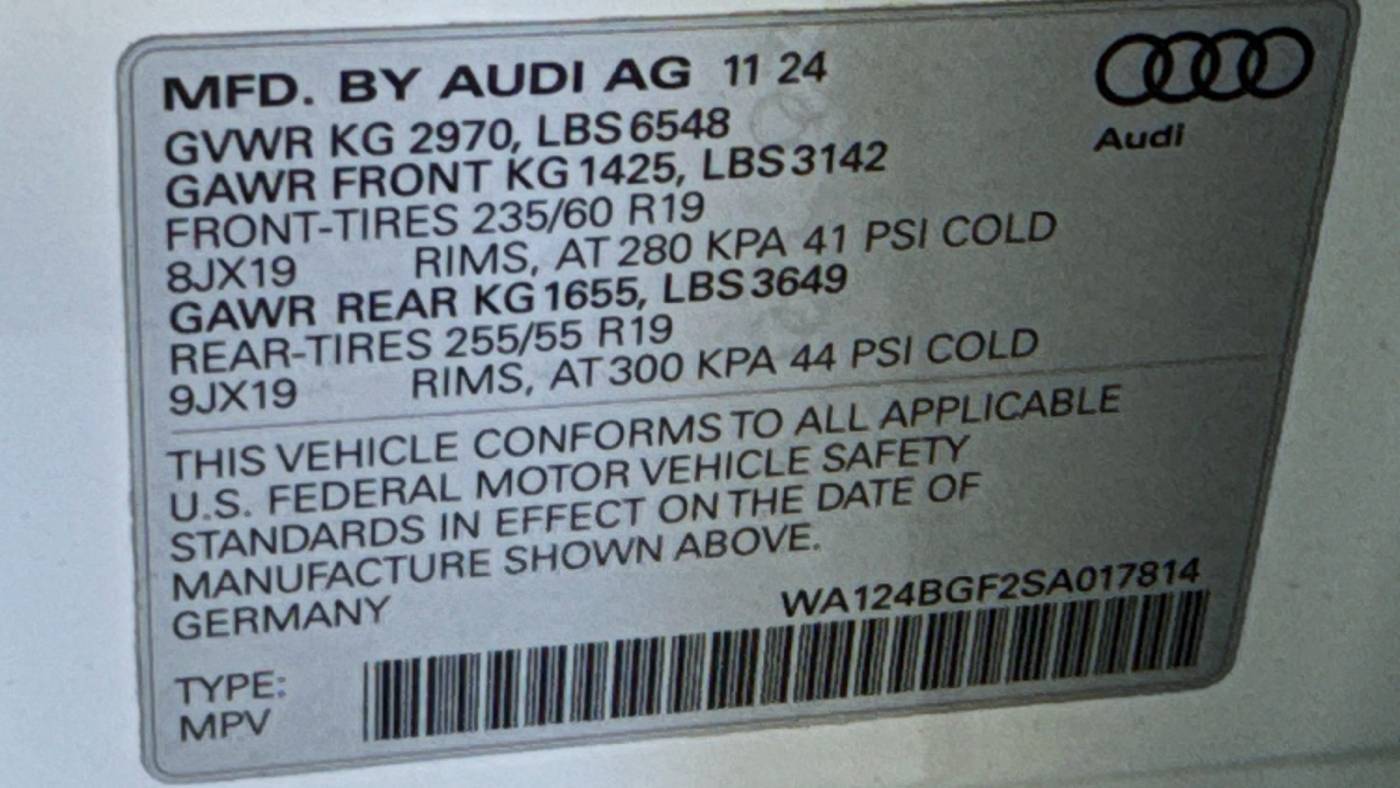 MFD. BY AUDI AG 11 24
Audi
GVWR KG 2970, LBS 6548
GAWR FRONT KG 1425, LBS 3142
FRONT-TIRES 235/60 R19
8JX19 RIMS, AT 280 KPA 41 PSI COLD
GAWR REAR KG 1655, LBS 3649
REAR-TIRES 255/55 R19
9JX19 RIMS, AT 300 KPA 44 PSI COLD
THIS VEHICLE CONFORMS TO ALL APPLICABLE
U.S. FEDERAL MOTOR VEHICLE SAFETY
STANDARDS IN EFFECT ON THE DATE OF
MANUFACTURE SHOWN ABOVE.
GERMANY WA124BGF2SA017814
TYPE:
MPV